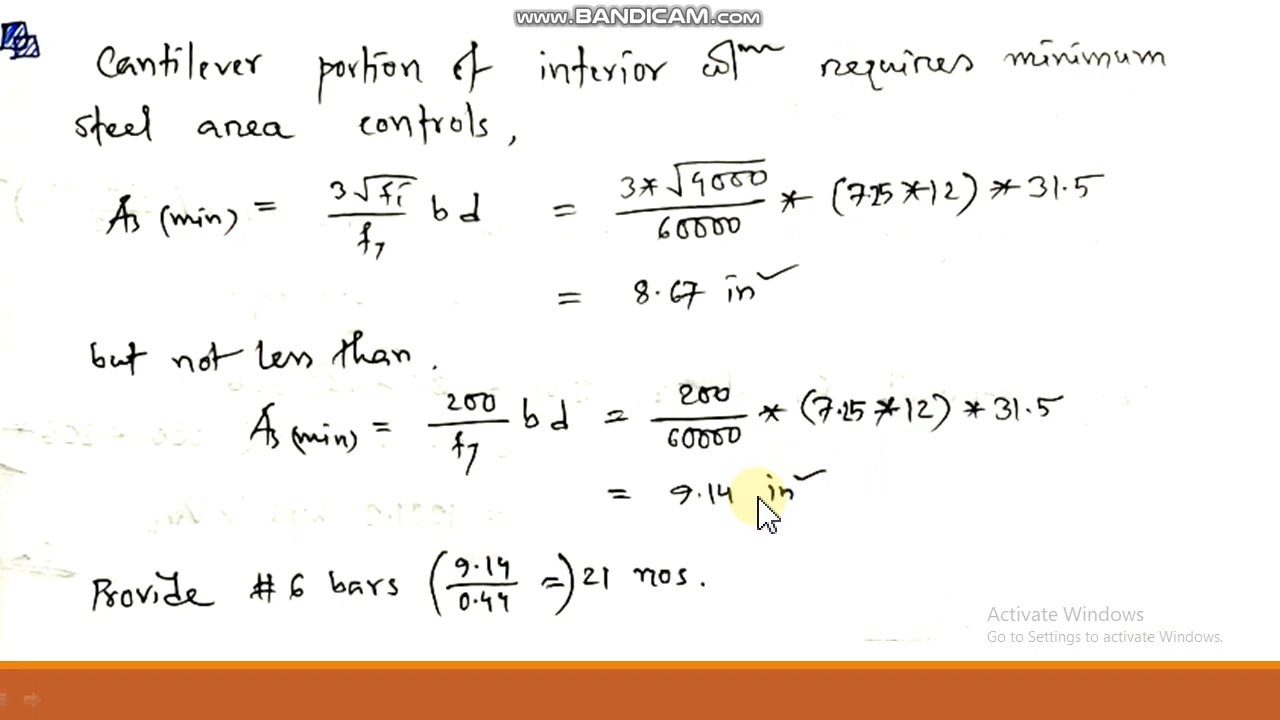 www.BANDICAM.com
Cantilever portion of interior colmn requires minimum
steel area controls,
As (min) = 3√fc'/fy b d = 3*√4000/60000 * (7.25*12) * 31.5
= 8.67 in²
but not less than.
As (min) = 200/fy b d = 200/60000 * (7.25*12) * 31.5
= 9.14 in²
Provide #6 bars (9.14/0.44 =) 21 nos.
Activate Windows
Go to Settings to activate Windows.